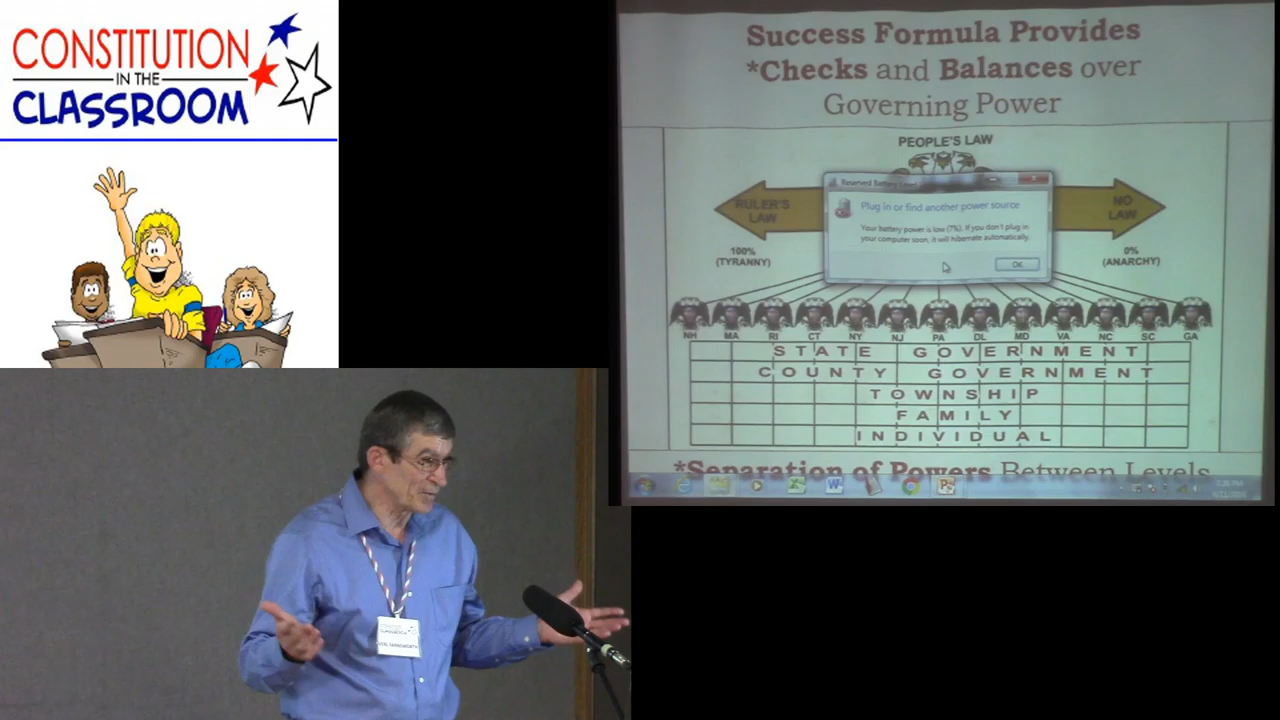 CONSTITUTION
IN THE
CLASSROOM
Success Formula Provides
*Checks and Balances over
Governing Power
PEOPLE'S LAW
RULER'S
LAW
NO
LAW
Reserved Battery
Plug in or find another power source
Your battery power is low (7%). If you don't plug in
your computer soon, it will hibernate automatically.
OK
100%
(TYRANNY)
0%
(ANARCHY)
NH MA RI CT NY NJ PA DL MD VA NC SC GA
STATE GOVERNMENT
COUNTY GOVERNMENT
TOWNSHIP
FAMILY
INDIVIDUAL
*Separation of Powers Between Levels
CLASSROOM